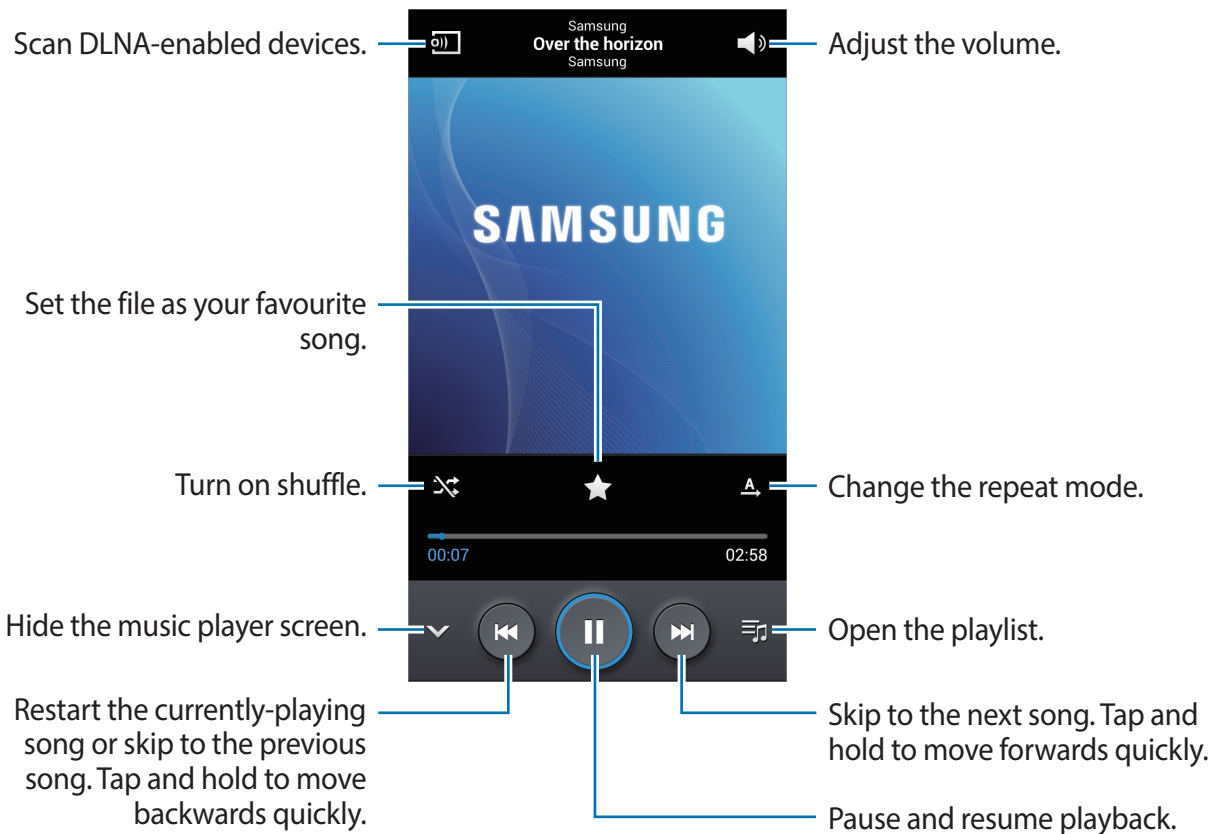 Scan DLNA-enabled devices.
Samsung
Over the horizon
Samsung
Adjust the volume.
SAMSUNG
Set the file as your favourite
song.
Turn on shuffle.
A
Change the repeat mode.
00:07
02:58
Hide the music player screen.
Open the playlist.
Restart the currently-playing
song or skip to the previous
song. Tap and hold to move
backwards quickly.
Skip to the next song. Tap and
hold to move forwards quickly.
Pause and resume playback.